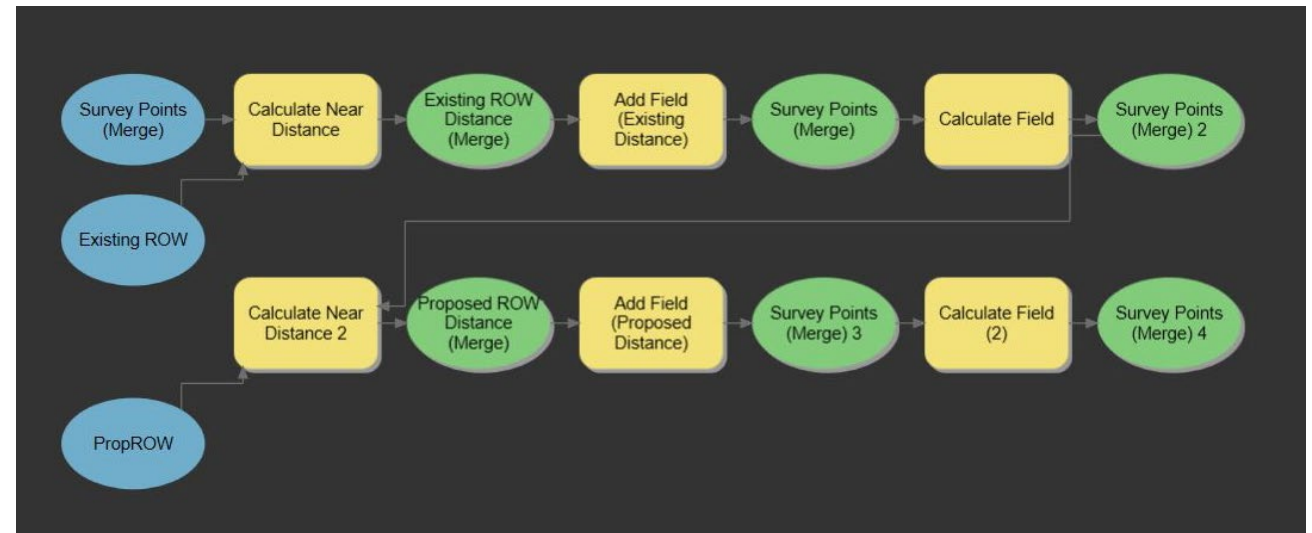 Survey Points
(Merge)
Calculate Near
Distance
Existing ROW
Distance
(Merge)
Add Field
(Existing
Distance)
Survey Points
(Merge)
Calculate Field
Survey Points
(Merge) 2
Existing ROW
Calculate Near
Distance 2
Proposed ROW
Distance
(Merge)
Add Field
(Proposed
Distance)
Survey Points
(Merge) 3
Calculate Field
(2)
Survey Points
(Merge) 4
PropROW